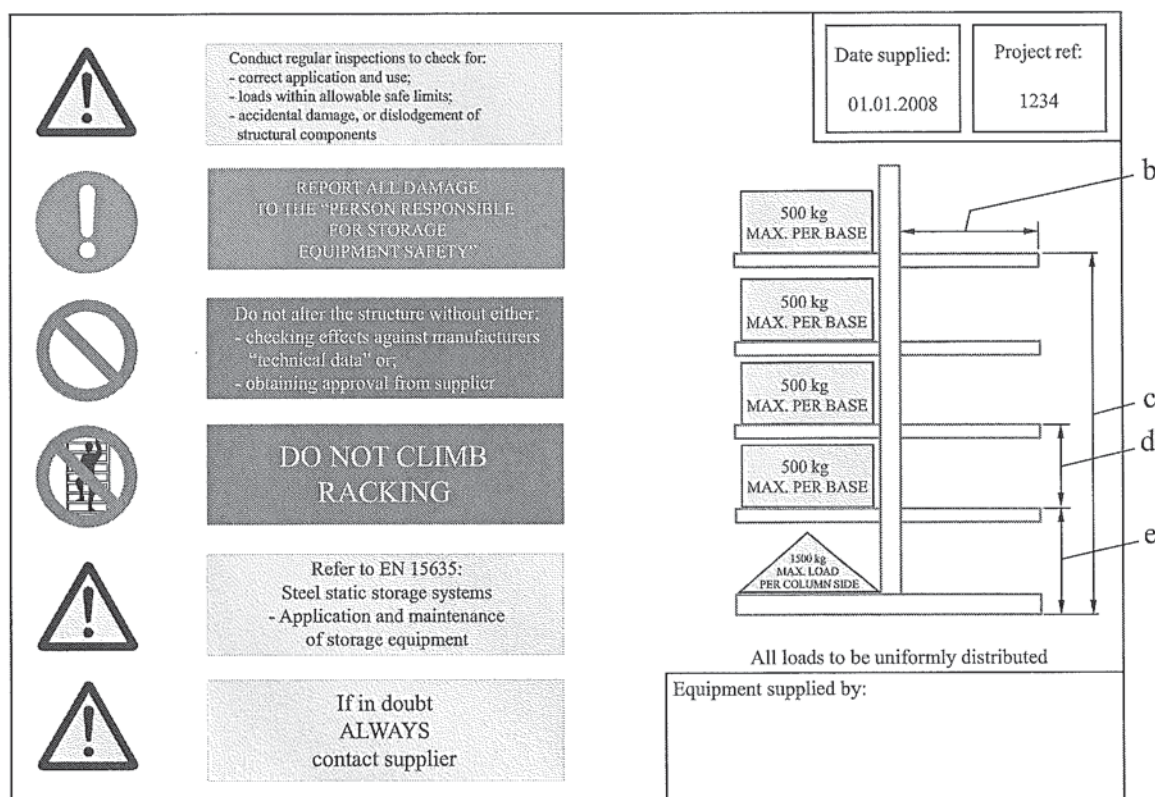 Conduct regular inspections to check for:
- correct application and use;
- loads within allowable safe limits;
- accidental damage, or dislodgement of
structural components
REPORT ALL DAMAGE
TO THE “PERSON RESPONSIBLE
FOR STORAGE
EQUIPMENT SAFETY”
Do not alter the structure without either:
- checking effects against manufacturers
“technical data” or;
- obtaining approval from supplier
DO NOT CLIMB
RACKING
Refer to EN 15635:
Steel static storage systems
- Application and maintenance
of storage equipment
If in doubt
ALWAYS
contact supplier
Date supplied:
01.01.2008
Project ref:
1234
b
500 kg
MAX. PER BASE
500 kg
MAX. PER BASE
500 kg
MAX. PER BASE
c
d
500 kg
MAX. PER BASE
e
1500 kg
MAX. LOAD
PER COLUMN SIDE
All loads to be uniformly distributed
Equipment supplied by: